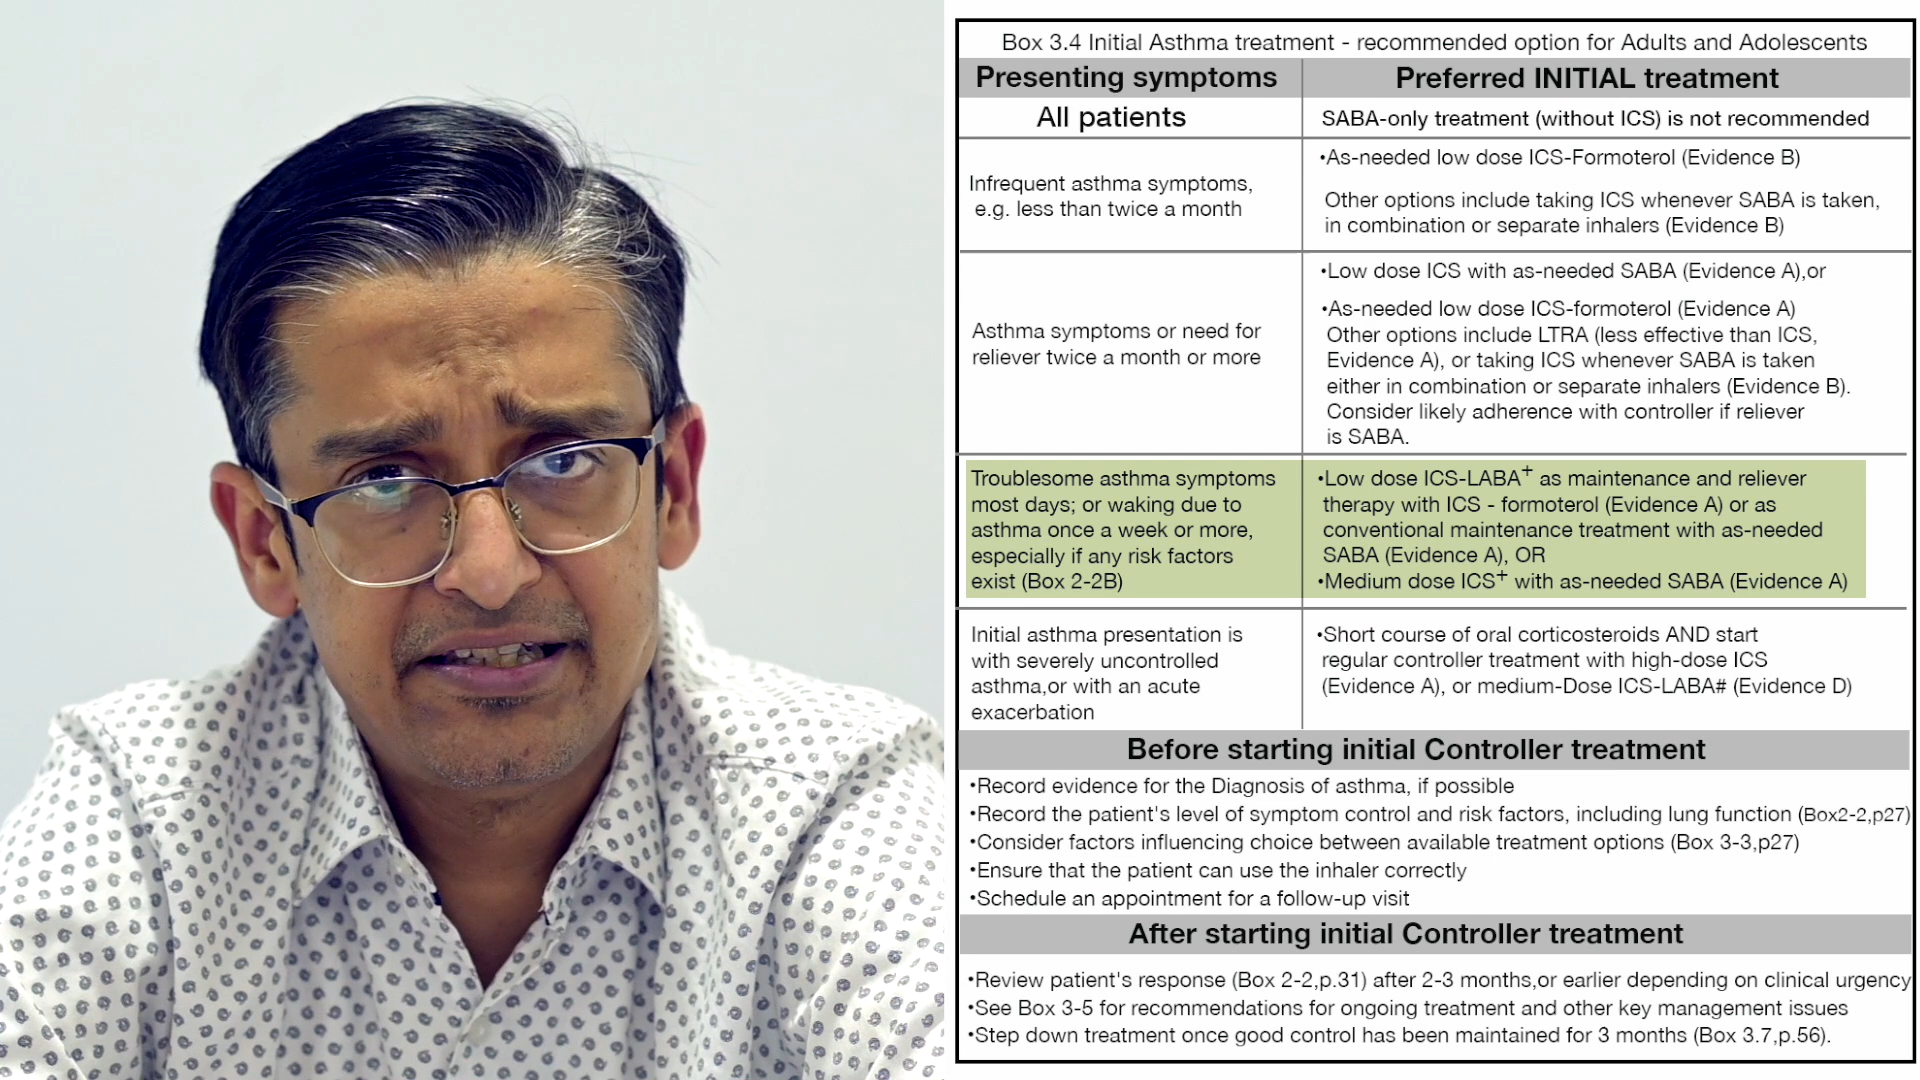 Box 3.4 Initial Asthma treatment - recommended option for Adults and Adolescents
Presenting symptoms
Preferred INITIAL treatment
All patients
SABA-only treatment (without ICS) is not recommended
Infrequent asthma symptoms,
e.g. less than twice a month
•As-needed low dose ICS-Formoterol (Evidence B)
Other options include taking ICS whenever SABA is taken,
in combination or separate inhalers (Evidence B)
Asthma symptoms or need for
reliever twice a month or more
•Low dose ICS with as-needed SABA (Evidence A),or
•As-needed low dose ICS-formoterol (Evidence A)
Other options include LTRA (less effective than ICS,
Evidence A), or taking ICS whenever SABA is taken
either in combination or separate inhalers (Evidence B).
Consider likely adherence with controller if reliever
is SABA.
Troublesome asthma symptoms
most days; or waking due to
asthma once a week or more,
especially if any risk factors
exist (Box 2-2B)
•Low dose ICS-LABA+ as maintenance and reliever
therapy with ICS - formoterol (Evidence A) or as
conventional maintenance treatment with as-needed
SABA (Evidence A), OR
•Medium dose ICS+ with as-needed SABA (Evidence A)
Initial asthma presentation is
with severely uncontrolled
asthma,or with an acute
exacerbation
•Short course of oral corticosteroids AND start
regular controller treatment with high-dose ICS
(Evidence A), or medium-Dose ICS-LABA# (Evidence D)
Before starting initial Controller treatment
•Record evidence for the Diagnosis of asthma, if possible
•Record the patient's level of symptom control and risk factors, including lung function (Box2-2,p27)
•Consider factors influencing choice between available treatment options (Box 3-3,p27)
•Ensure that the patient can use the inhaler correctly
•Schedule an appointment for a follow-up visit
After starting initial Controller treatment
•Review patient's response (Box 2-2,p.31) after 2-3 months,or earlier depending on clinical urgency
•See Box 3-5 for recommendations for ongoing treatment and other key management issues
•Step down treatment once good control has been maintained for 3 months (Box 3.7,p.56).